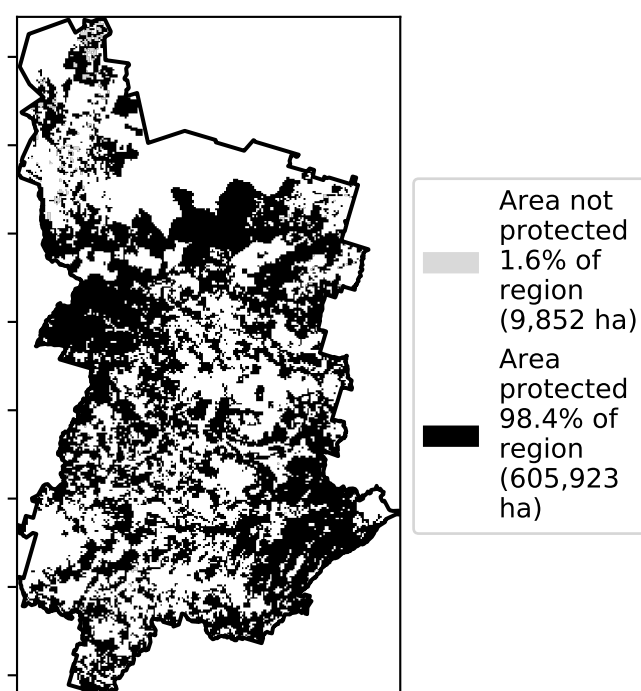 Area not
protected
1.6% of
region
(9,852 ha)
Area
protected
98.4% of
region
(605,923
ha)